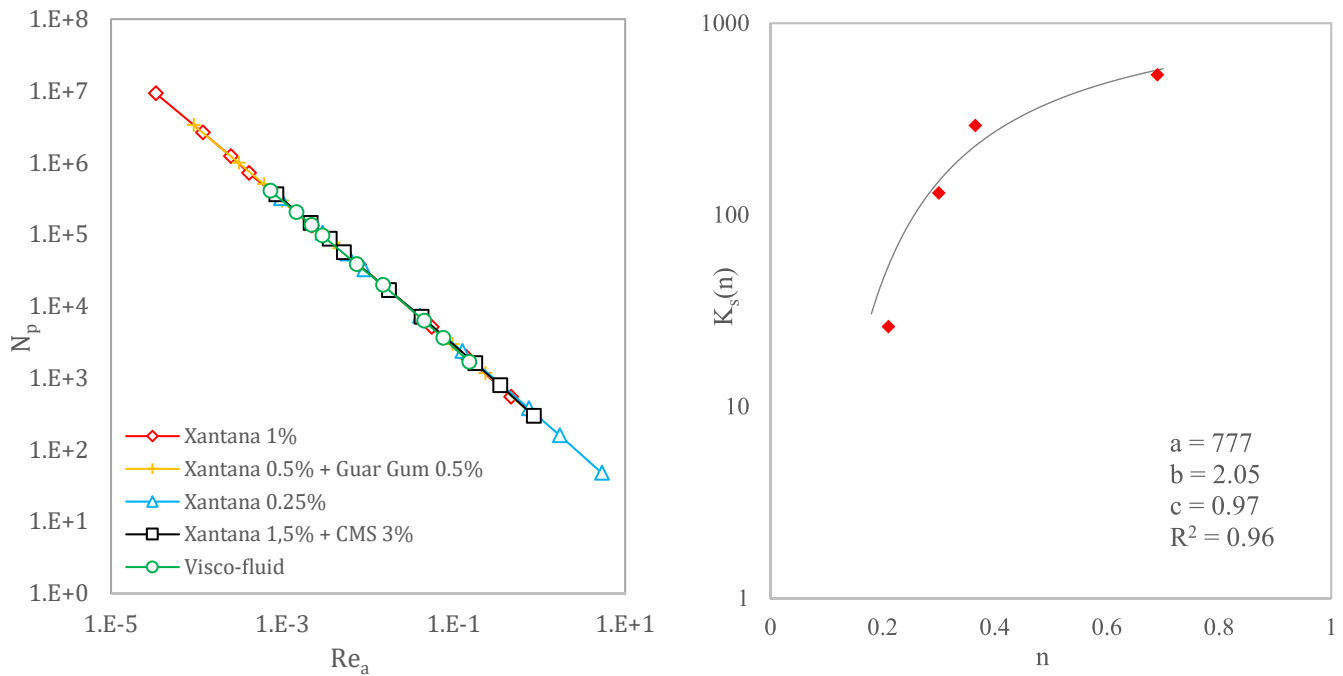 1.E+8
1.E+7
1.E+6
1.E+5
1.E+4
1.E+3
1.E+2
1.E+1
1.E+0
N_p
Xantana 1%
Xantana 0.5% + Guar Gum 0.5%
Xantana 0.25%
Xantana 1,5% + CMS 3%
Visco-fluid
1.E-5 1.E-3 1.E-1 1.E+1
Re_a
1000
100
10
1
K_s(n)
a = 777
b = 2.05
c = 0.97
R² = 0.96
0 0.2 0.4 0.6 0.8 1
n